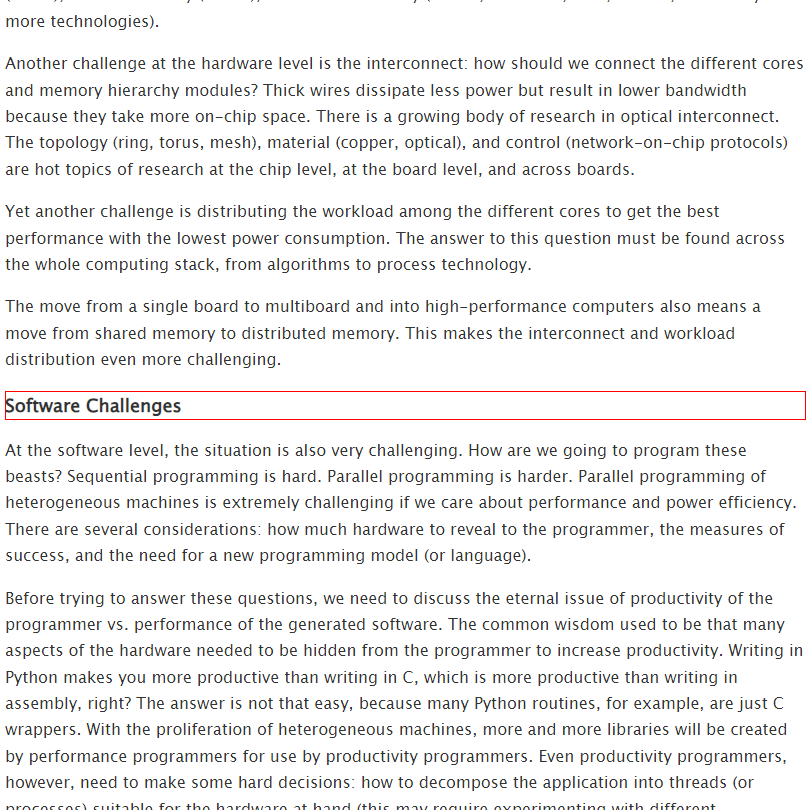 more technologies).
Another challenge at the hardware level is the interconnect: how should we connect the different cores
and memory hierarchy modules? Thick wires dissipate less power but result in lower bandwidth
because they take more on-chip space. There is a growing body of research in optical interconnect.
The topology (ring, torus, mesh), material (copper, optical), and control (network-on-chip protocols)
are hot topics of research at the chip level, at the board level, and across boards.
Yet another challenge is distributing the workload among the different cores to get the best
performance with the lowest power consumption. The answer to this question must be found across
the whole computing stack, from algorithms to process technology.
The move from a single board to multiboard and into high-performance computers also means a
move from shared memory to distributed memory. This makes the interconnect and workload
distribution even more challenging.
Software Challenges
At the software level, the situation is also very challenging. How are we going to program these
beasts? Sequential programming is hard. Parallel programming is harder. Parallel programming of
heterogeneous machines is extremely challenging if we care about performance and power efficiency.
There are several considerations: how much hardware to reveal to the programmer, the measures of
success, and the need for a new programming model (or language).
Before trying to answer these questions, we need to discuss the eternal issue of productivity of the
programmer vs. performance of the generated software. The common wisdom used to be that many
aspects of the hardware needed to be hidden from the programmer to increase productivity. Writing in
Python makes you more productive than writing in C, which is more productive than writing in
assembly, right? The answer is not that easy, because many Python routines, for example, are just C
wrappers. With the proliferation of heterogeneous machines, more and more libraries will be created
by performance programmers for use by productivity programmers. Even productivity programmers,
however, need to make some hard decisions: how to decompose the application into threads (or
processes) suitable for the hardware at hand (this may require experimenting with different